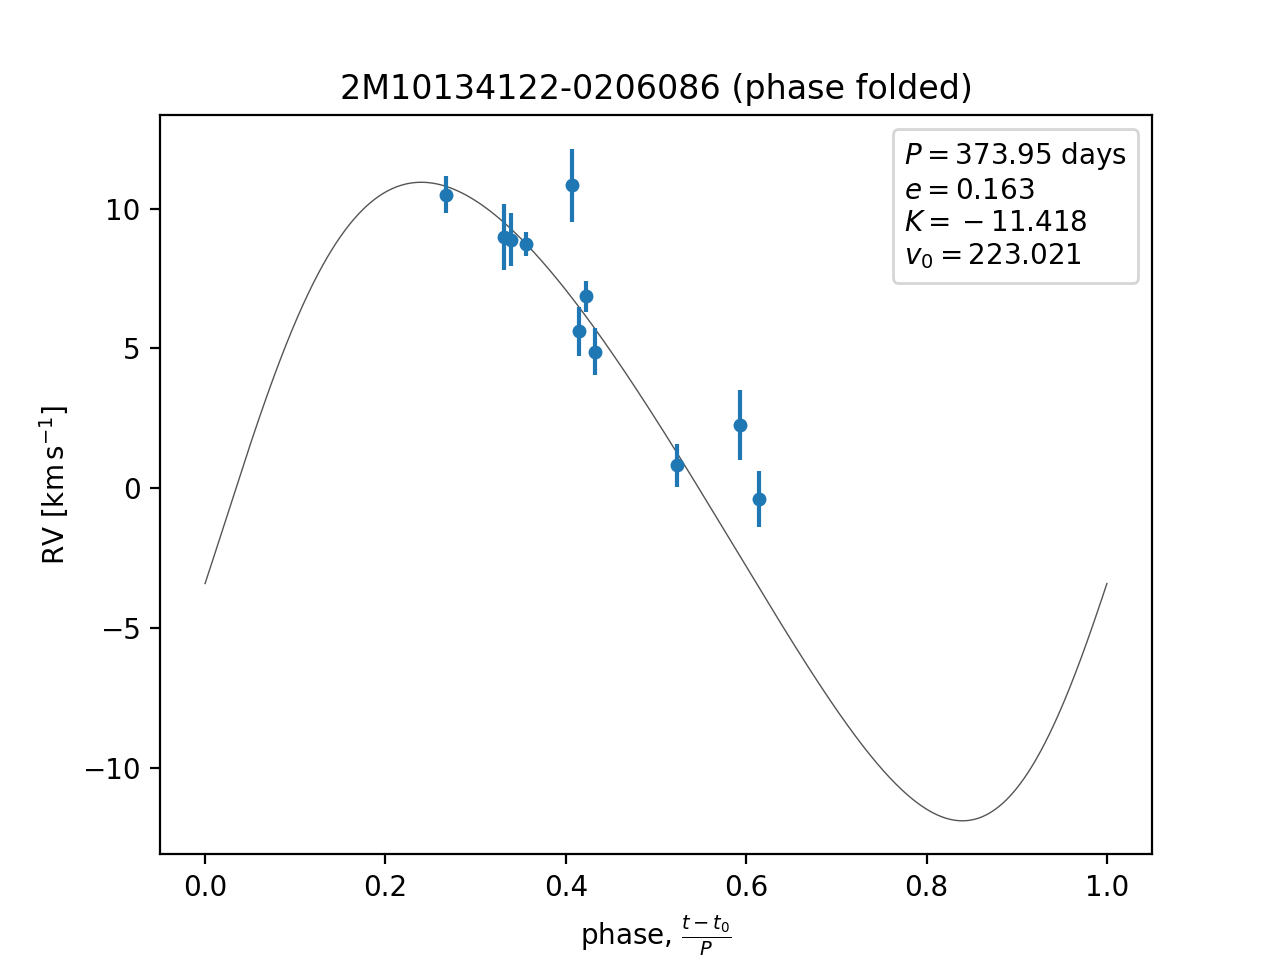 2M10134122-0206086 (phase folded)
P = 373.95 days
e = 0.163
K = −11.418
v₀ = 223.021
RV [km s⁻¹]
10
5
0
−5
−10
0.0 0.2 0.4 0.6 0.8 1.0
phase, (t − t₀)/P